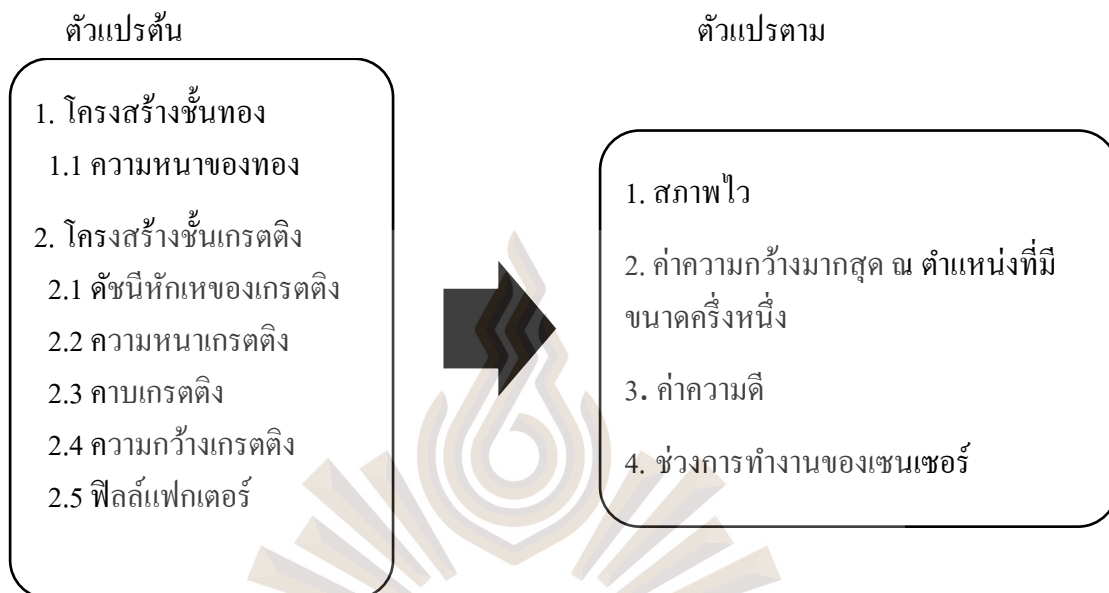 ตัวแปรต้น
1. โครงสร้างชั้นทอง
1.1 ความหนาของทอง
2. โครงสร้างชั้นเกรตติง
2.1 ดัชนีหักเหของเกรตติง
2.2 ความหนาเกรตติง
2.3 คาบเกรตติง
2.4 ความกว้างเกรตติง
2.5 ฟิลล์แฟกเตอร์
ตัวแปรตาม
1. สภาพไว
2. ค่าความกว้างมากสุด ณ ตำแหน่งที่มี
ขนาดครึ่งหนึ่ง
3. ค่าความดี
4. ช่วงการทำงานของเซนเซอร์